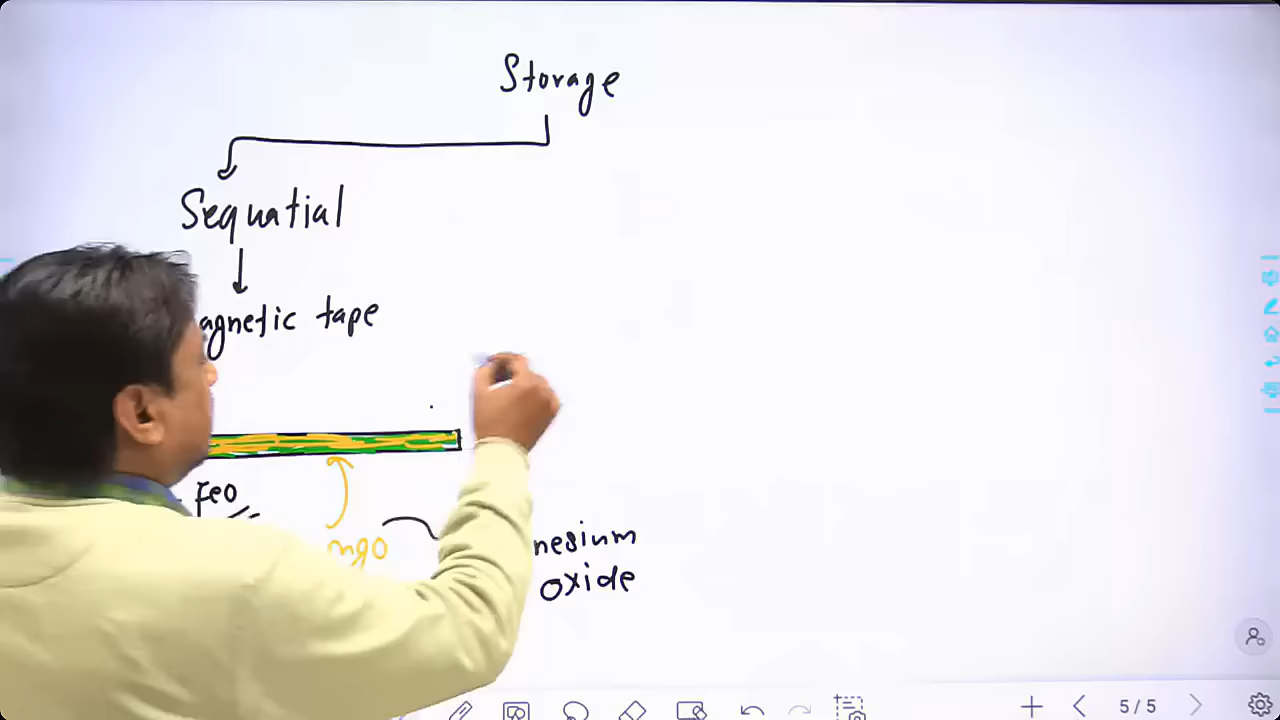 Storage
Sequatial
agnetic tape
FeO
mgo
nesium
oxide
5/5